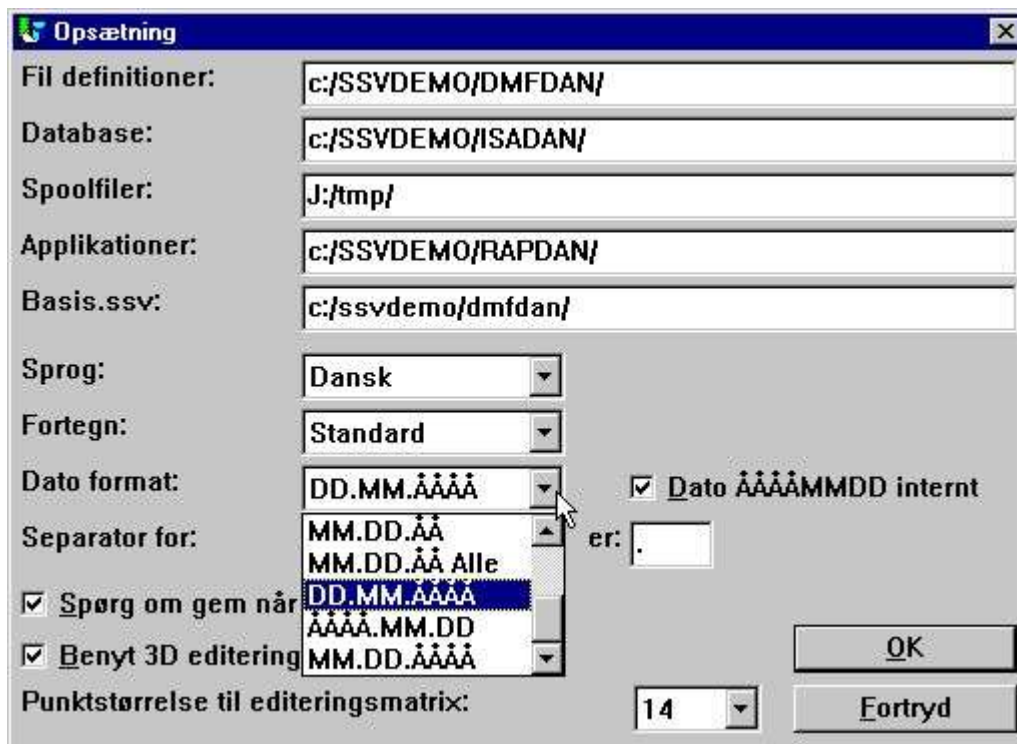 Opsætning
Fil definitioner: c:/SSVDEMO/DMFDAN/
Database: c:/SSVDEMO/ISADAN/
Spoolfiler: J:/tmp/
Applikationer: c:/SSVDEMO/RAPDAN/
Basis.ssv: c:/ssvdemo/dmfdan/
Sprog: Dansk
Fortegn: Standard
Dato format: DD.MM.ÅÅÅÅ Dato ÅÅÅÅMMDD internt
Separator for: er: .
MM.DD.ÅÅ
MM.DD.ÅÅ Alle
DD.MM.ÅÅÅÅ
ÅÅÅÅ.MM.DD
MM.DD.ÅÅÅÅ
Spørg om gem når
Benyt 3D editering
OK
Punktstørrelse til editeringsmatrix: 14 Fortryd